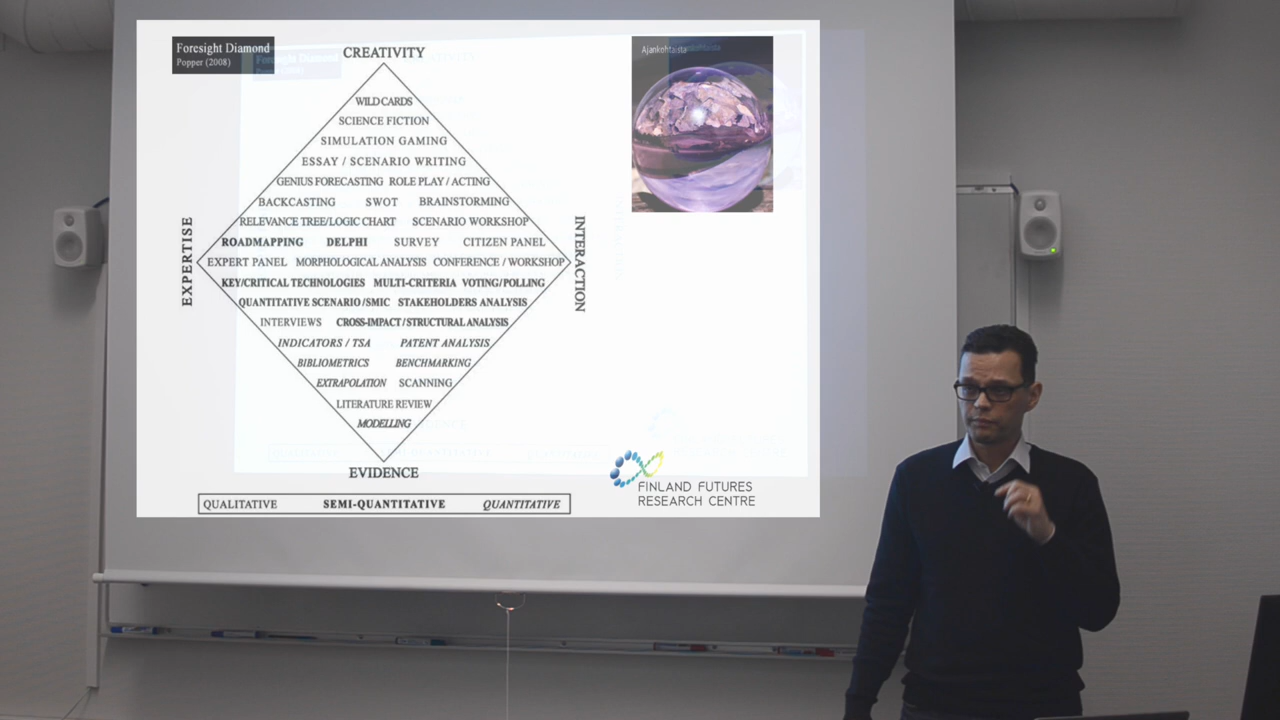 Foresight Diamond
Popper (2008)
CREATIVITY
Ajankohtaista
WILD CARDS
SCIENCE FICTION
SIMULATION GAMING
ESSAY / SCENARIO WRITING
GENIUS FORECASTING ROLE PLAY / ACTING
BACKCASTING SWOT BRAINSTORMING
RELEVANCE TREE/LOGIC CHART SCENARIO WORKSHOP
ROADMAPPING DELPHI SURVEY CITIZEN PANEL
EXPERTISE
EXPERT PANEL MORPHOLOGICAL ANALYSIS CONFERENCE / WORKSHOP
INTERACTION
KEY/CRITICAL TECHNOLOGIES MULTI-CRITERIA VOTING/POLLING
QUANTITATIVE SCENARIO/SMIC STAKEHOLDERS ANALYSIS
INTERVIEWS CROSS-IMPACT/STRUCTURAL ANALYSIS
INDICATORS / TSA PATENT ANALYSIS
BIBLIOMETRICS BENCHMARKING
EXTRAPOLATION SCANNING
LITERATURE REVIEW
MODELLING
EVIDENCE
QUALITATIVE SEMI-QUANTITATIVE QUANTITATIVE
FINLAND FUTURES
RESEARCH CENTRE